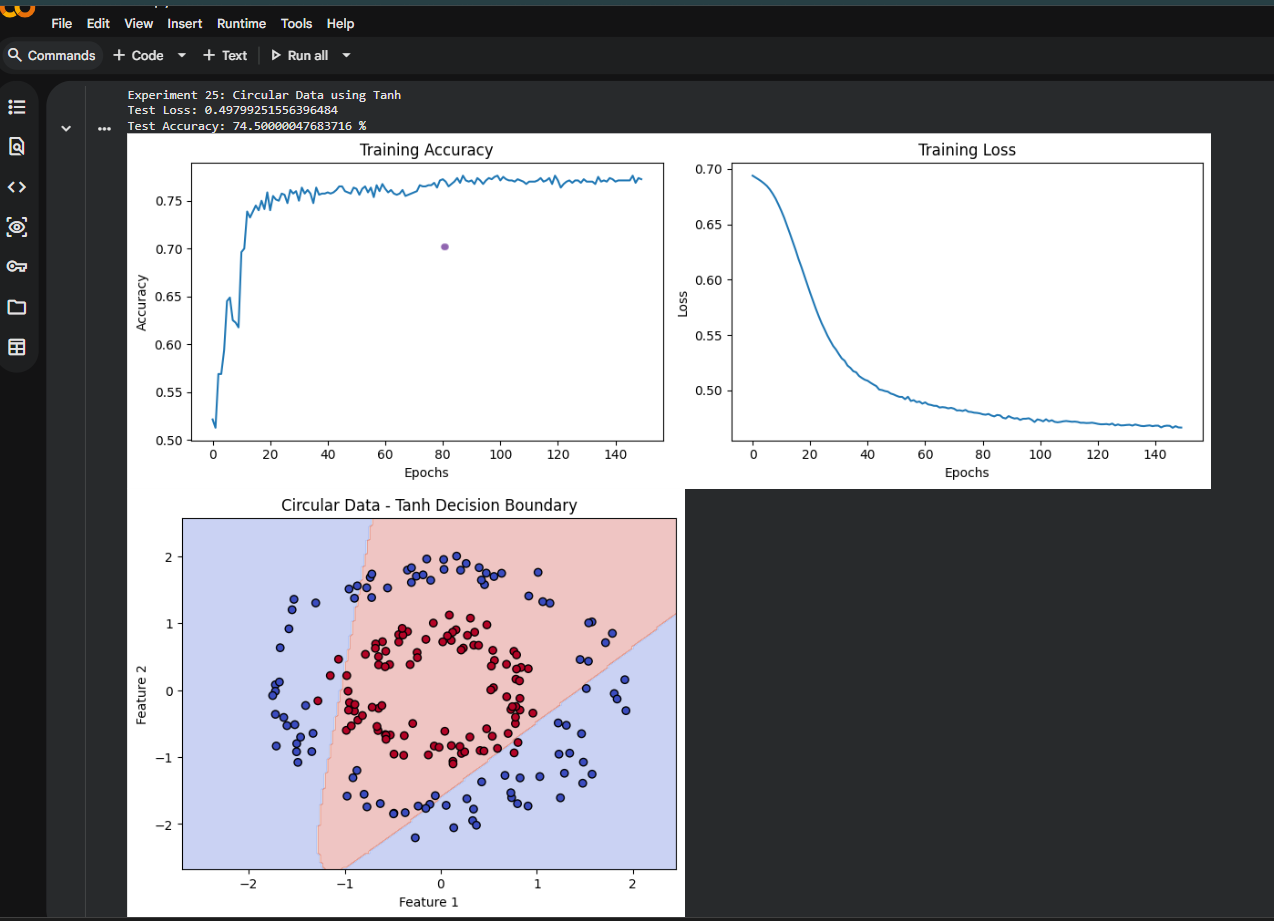 File Edit View Insert Runtime Tools Help
Commands + Code + Text Run all
Experiment 25: Circular Data using Tanh
Test Loss: 0.49799251556396484
Test Accuracy: 74.50000047683716 %
Training Accuracy
Accuracy
0.75
0.70
0.65
0.60
0.55
0.50
0 20 40 60 80 100 120 140
Epochs
Training Loss
Loss
0.70
0.65
0.60
0.55
0.50
0 20 40 60 80 100 120 140
Epochs
Circular Data - Tanh Decision Boundary
Feature 2
2
1
0
−1
−2
−2 −1 0 1 2
Feature 1